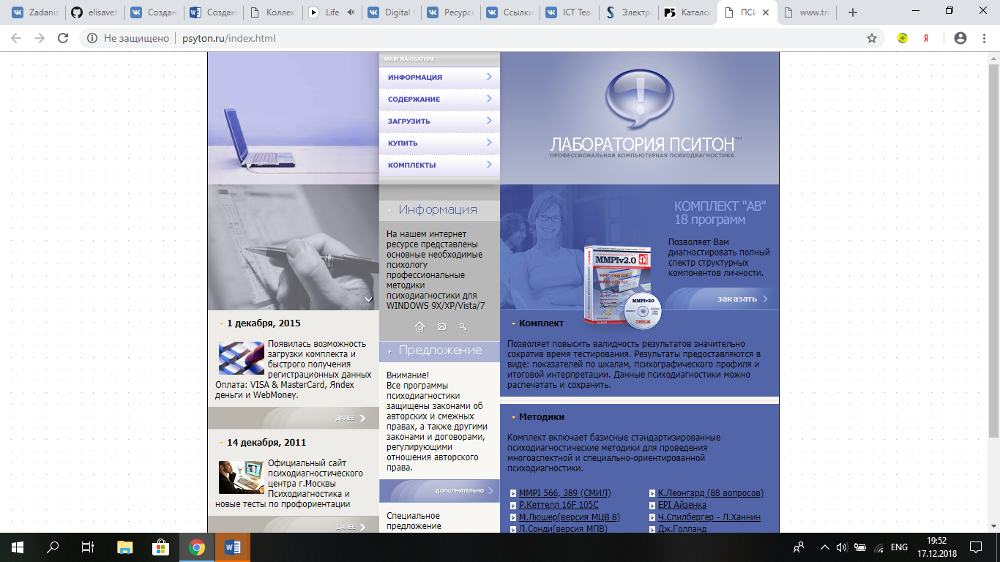 Zadania
elisavet
Создан
Создан
Коллек
Life
Digital t
Ресурсы
Ссылки
ICT Teac
Электр
Каталог
ПСИ
www.tri
Не защищено
psyton.ru/index.html
MAIN NAVIGATION:
ИНФОРМАЦИЯ
СОДЕРЖАНИЕ
ЗАГРУЗИТЬ
КУПИТЬ
КОМПЛЕКТЫ
ЛАБОРАТОРИЯ ПСИТОН™
ПРОФЕССИОНАЛЬНАЯ КОМПЬЮТЕРНАЯ ПСИХОДИАГНОСТИКА
1 декабря, 2015
Появилась возможность
загрузки комплекта и
быстрого получения
регистрационных данных
Оплата: VISA & MasterCard, Яndex
деньги и WebMoney.
ДАЛЕЕ
14 декабря, 2011
Официальный сайт
психодиагностического
центра г.Москвы
Психодиагностика и
новые тесты по профориентации
ДАЛЕЕ
Информация
На нашем интернет
ресурсе представлены
основные необходимые
психологу
профессиональные
методики
психодиагностики для
WINDOWS 9X/XP/Vista/7
Предложение
Внимание!
Все программы
психодиагностики
защищены законами об
авторских и смежных
правах, а также другими
законами и договорами,
регулирующими
отношения авторского
права.
ДОПОЛНИТЕЛЬНО
Специальное
предложение
КОМПЛЕКТ "АВ"
18 программ
Позволяет Вам
диагностировать полный
спектр структурных
компонентов личности.
MMPIv2.0
MMPIv2.0
заказать
Комплект
Позволяет повысить валидность результатов значительно
сократив время тестирования. Результаты предоставляются в
виде: показателей по шкалам, психографического профиля и
итоговой интерпретации. Данные психодиагностики можно
распечатать и сохранить.
Методики
Комплект включает базисные стандартизированные
психодиагностические методики для проведения
многоаспектной и специально-ориентированной
психодиагностики.
MMPI 566, 389 (СМИЛ)
Р.Кеттелл 16F 105C
М.Люшер(версия МЦВ 8)
Л.Сонди(версия МПВ)
К.Леонгард (88 вопросов)
EPI Айзенка
Ч.Спилбергер - Л.Ханнин
Дж.Голланд
ENG
19:52
17.12.2018